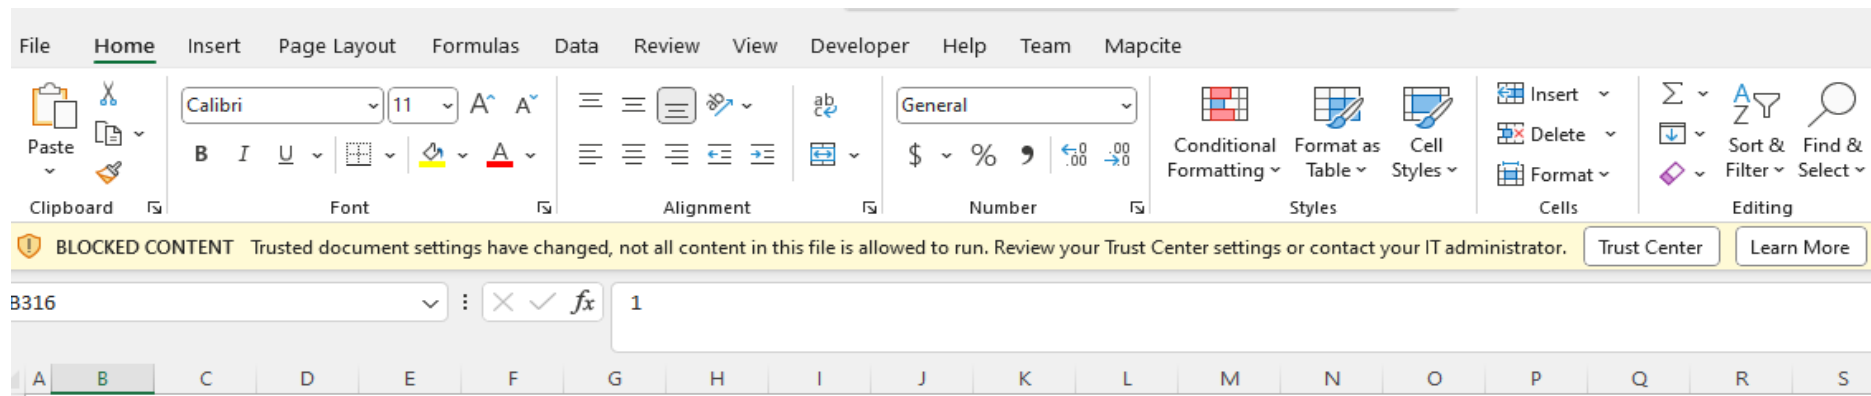 File Home Insert Page Layout Formulas Data Review View Developer Help Team Mapcite
Calibri 11 A A ab c General Insert
Paste Conditional Formatting Format as Table Cell Styles Delete Sort & Filter Find & Select
B I U A $ % , .00 .0 Format
Clipboard Font Alignment Number Styles Cells Editing
BLOCKED CONTENT Trusted document settings have changed, not all content in this file is allowed to run. Review your Trust Center settings or contact your IT administrator. Trust Center Learn More
B316 fx 1
A B C D E F G H I J K L M N O P Q R S